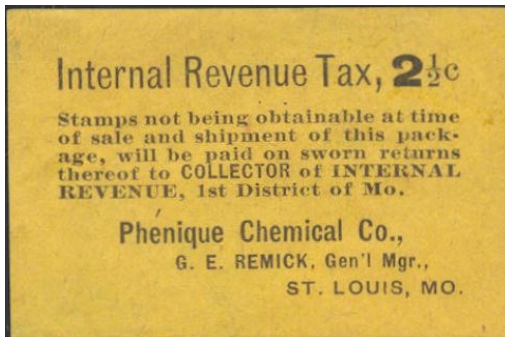 Internal Revenue Tax, 2½c
Stamps not being obtainable at time
of sale and shipment of this pack-
age, will be paid on sworn returns
thereof to COLLECTOR of INTERNAL
REVENUE, 1st District of Mo.
Phénique Chemical Co.,
G. E. REMICK, Gen'l Mgr.,
ST. LOUIS, MO.